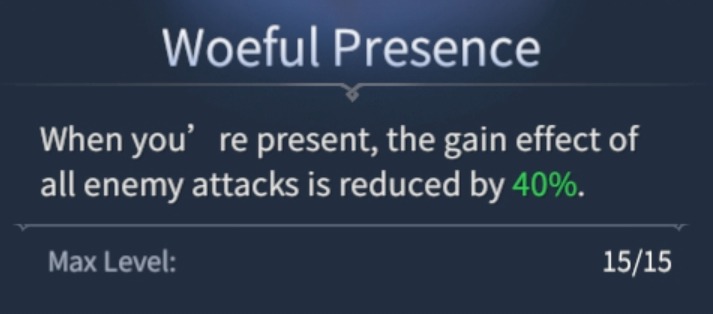 Woeful Presence
When you’ re present, the gain effect of
all enemy attacks is reduced by 40%.
Max Level: 15/15